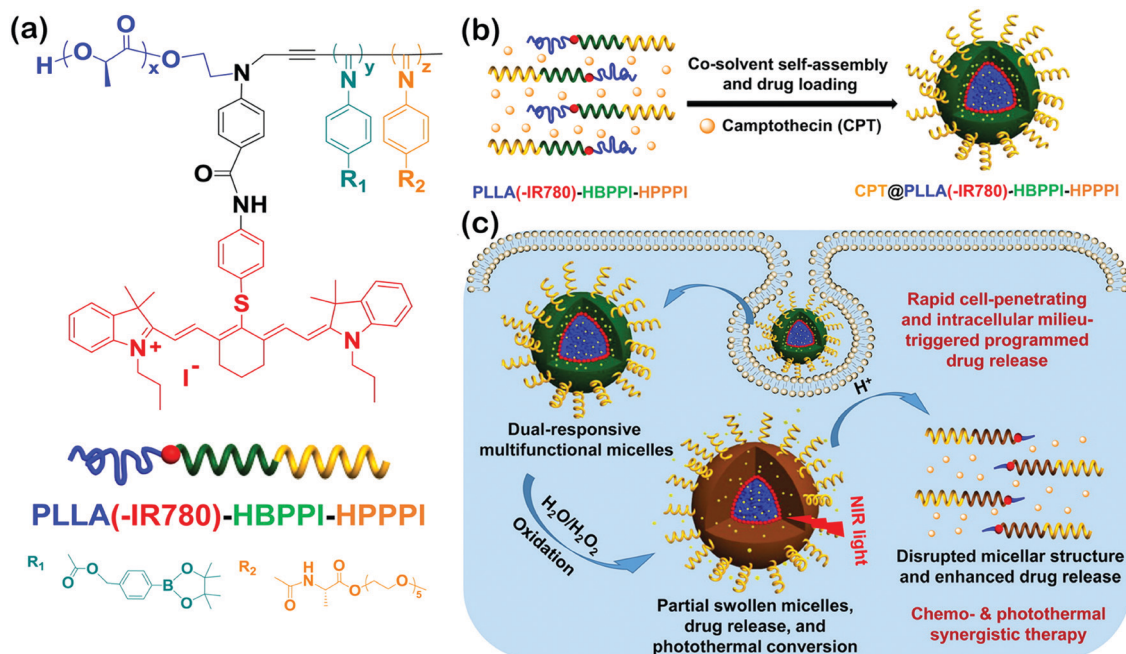 (a)
H
O
O
x
O
N
y
N
z
N
R1
R2
O
NH
S
N+
I-
N
PLLA(-IR780)-HBPPI-HPPPI
R1
O
O
B
O
O
R2
O
H
N
O
O
O
5
(b)
Co-solvent self-assembly
and drug loading
Camptothecin (CPT)
PLLA(-IR780)-HBPPI-HPPPI
CPT@PLLA(-IR780)-HBPPI-HPPPI
(c)
Rapid cell-penetrating
and intracellular milieu-
triggered programmed
drug release
H+
Dual-responsive
multifunctional micelles
H2O/H2O2
Oxidation
NIR light
Partial swollen micelles,
drug release, and
photothermal conversion
Disrupted micellar structure
and enhanced drug release
Chemo- & photothermal
synergistic therapy